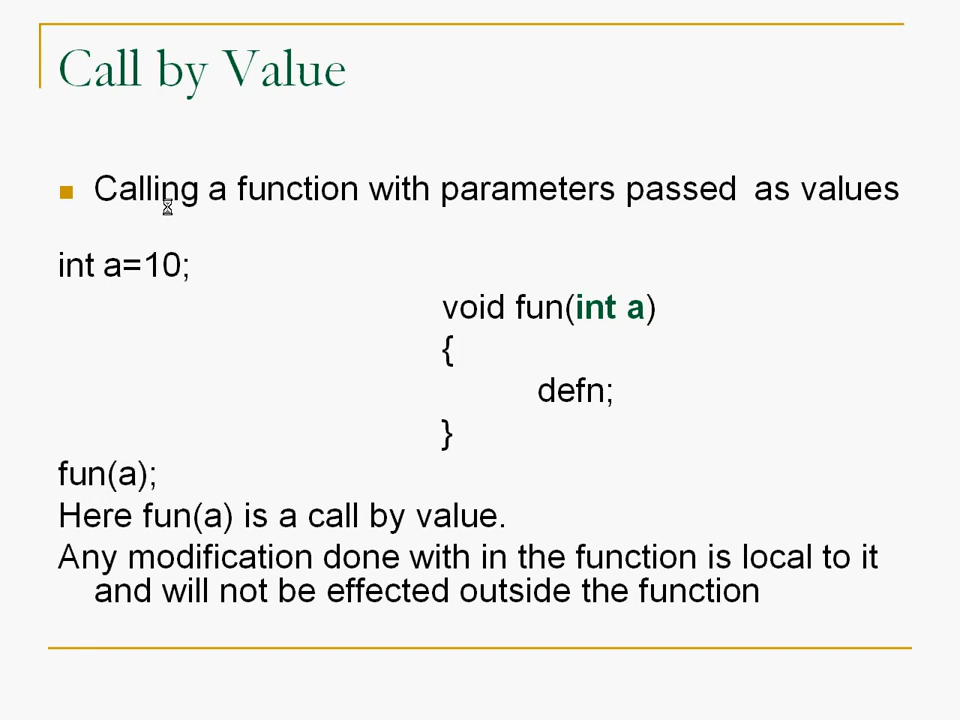 Call by Value
Calling a function with parameters passed as values
int a=10;
void fun(int a)
{
defn;
}
fun(a);
Here fun(a) is a call by value.
Any modification done with in the function is local to it
and will not be effected outside the function